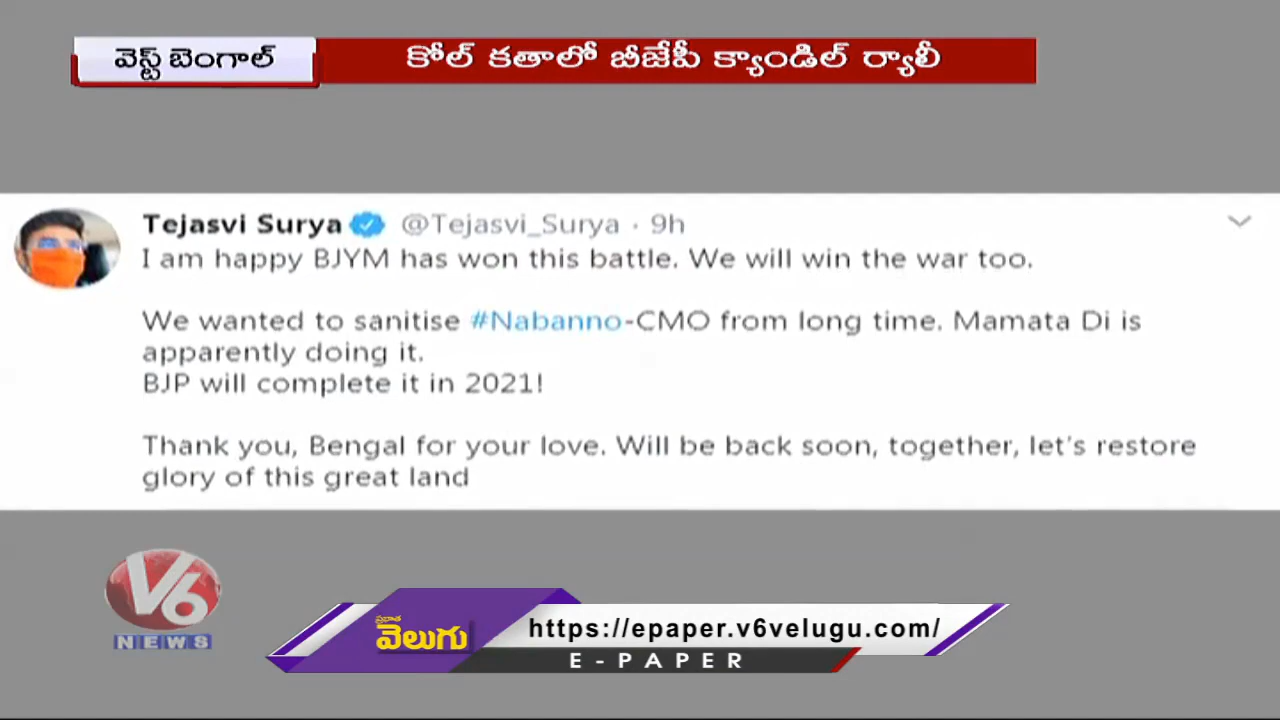 వెస్ట్ బెంగాల్
కోల్ కతాలో బీజేపీ క్యాండిల్ ర్యాలీ
Tejasvi Surya @Tejasvi_Surya · 9h
I am happy BJYM has won this battle. We will win the war too.
We wanted to sanitise #Nabanno-CMO from long time. Mamata Di is
apparently doing it.
BJP will complete it in 2021!
Thank you, Bengal for your love. Will be back soon, together, let's restore
glory of this great land
V6
NEWS
ప్రభాత
వెలుగు
https://epaper.v6velugu.com/
E-PAPER